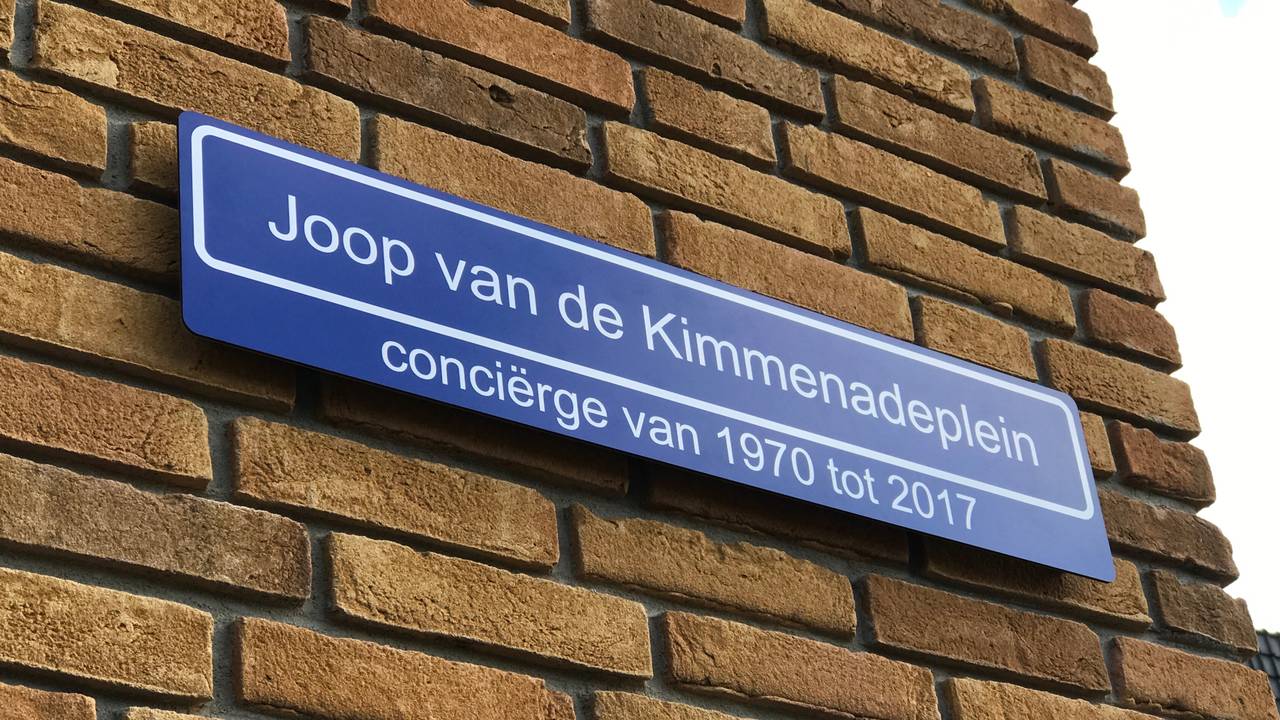 Joop van de Kimmenadeplein
conciërge van 1970 tot 2017